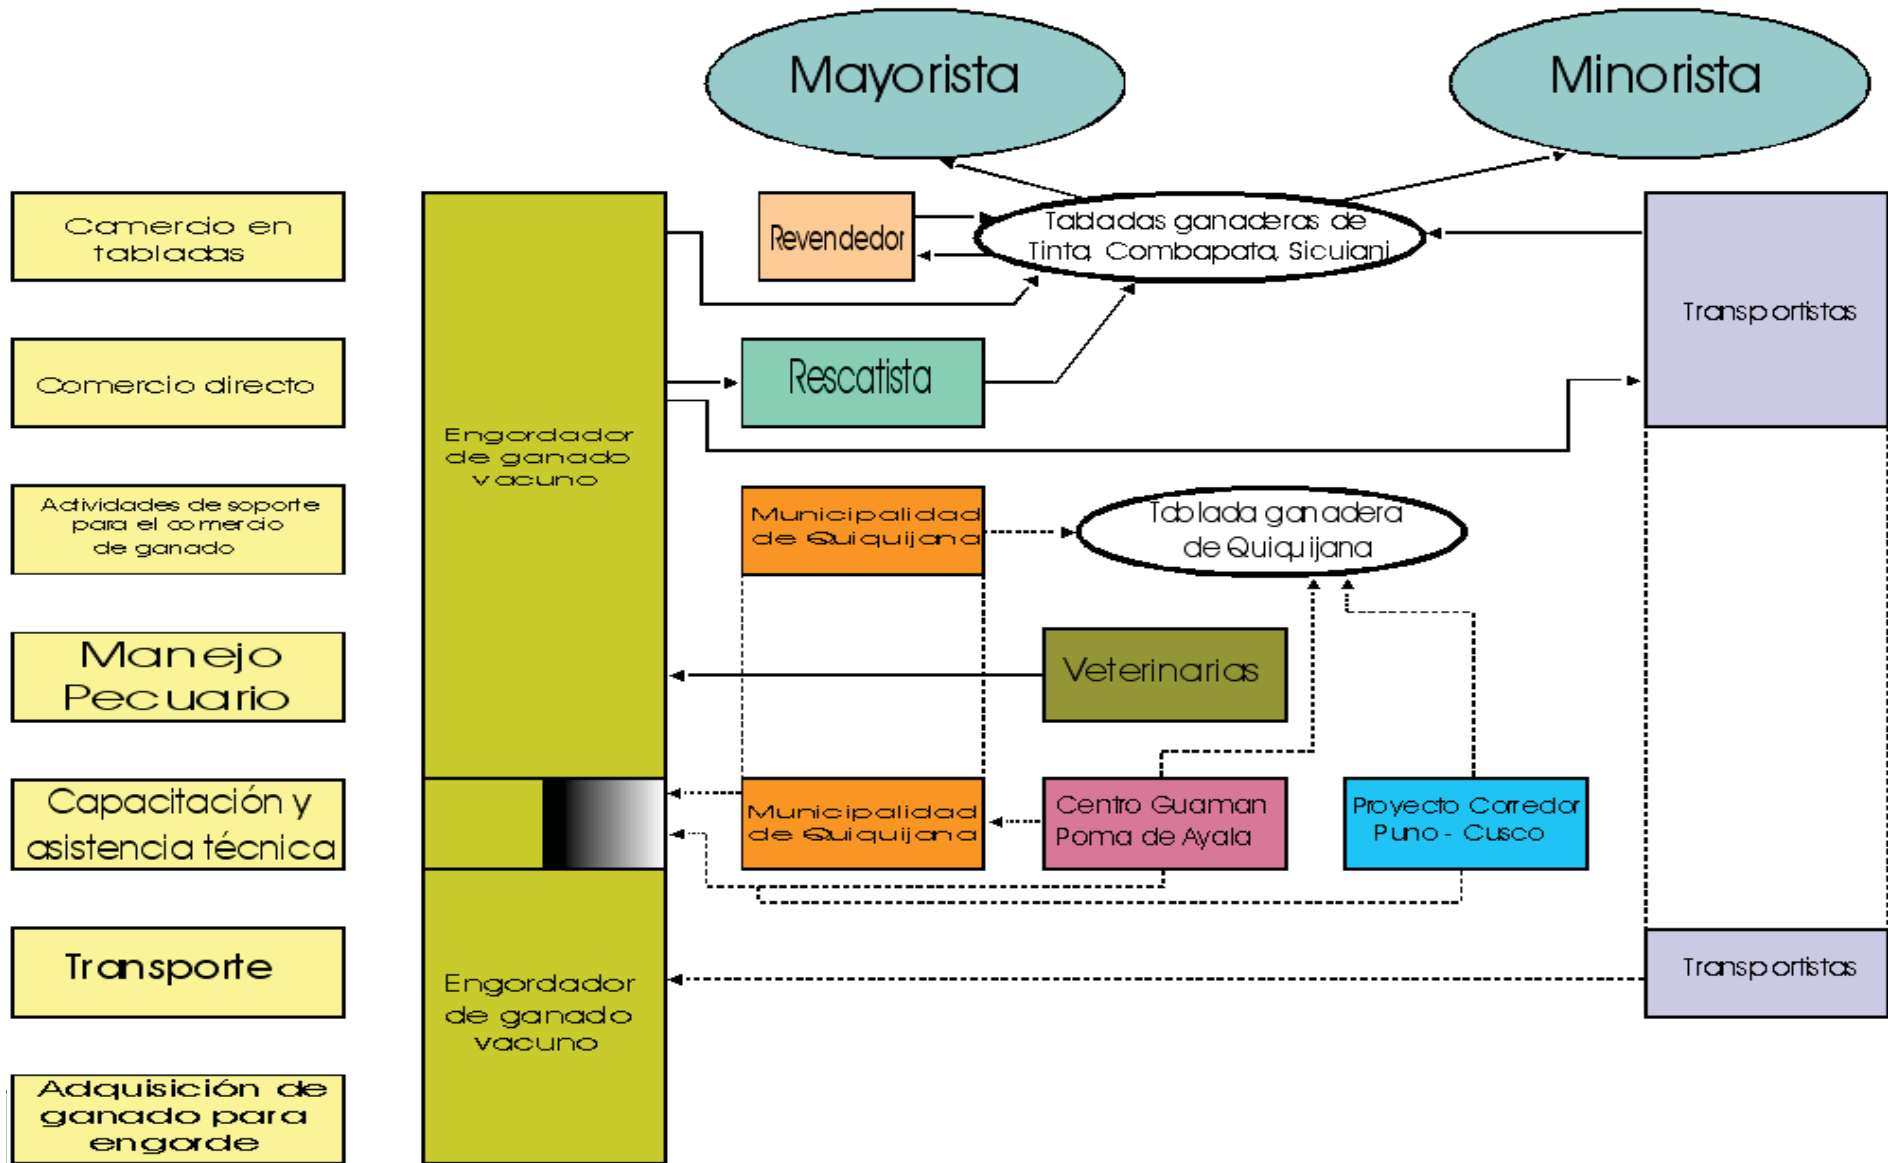 Mayorista
Minorista
Comercio en
tabladas
Revendedor
Tabladas ganaderas de
Tinta, Combapata, Sicuiani
Transportistas
Comercio directo
Rescatista
Engordador
de ganado
vacuno
Actividades de soporte
para el comercio
de ganado
Municipalidad
de Quiquijana
Tablada ganadera
de Quiquijana
Manejo
Pecuario
Veterinarias
Capacitación y
asistencia técnica
Municipalidad
de Quiquijana
Centro Guaman
Poma de Ayala
Proyecto Corredor
Puno - Cusco
Transporte
Engordador
de ganado
vacuno
Transportistas
Adquisición de
ganado para
engorde